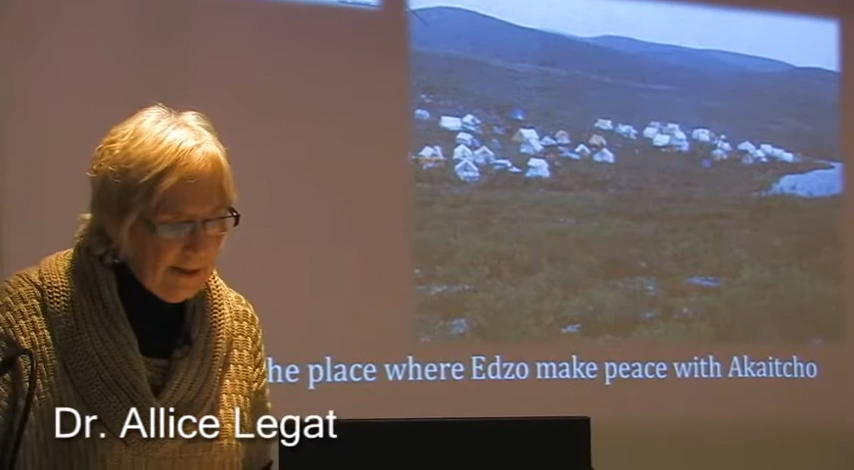 he place where Edzo make peace with Akaitcho
Dr. Allice Legat